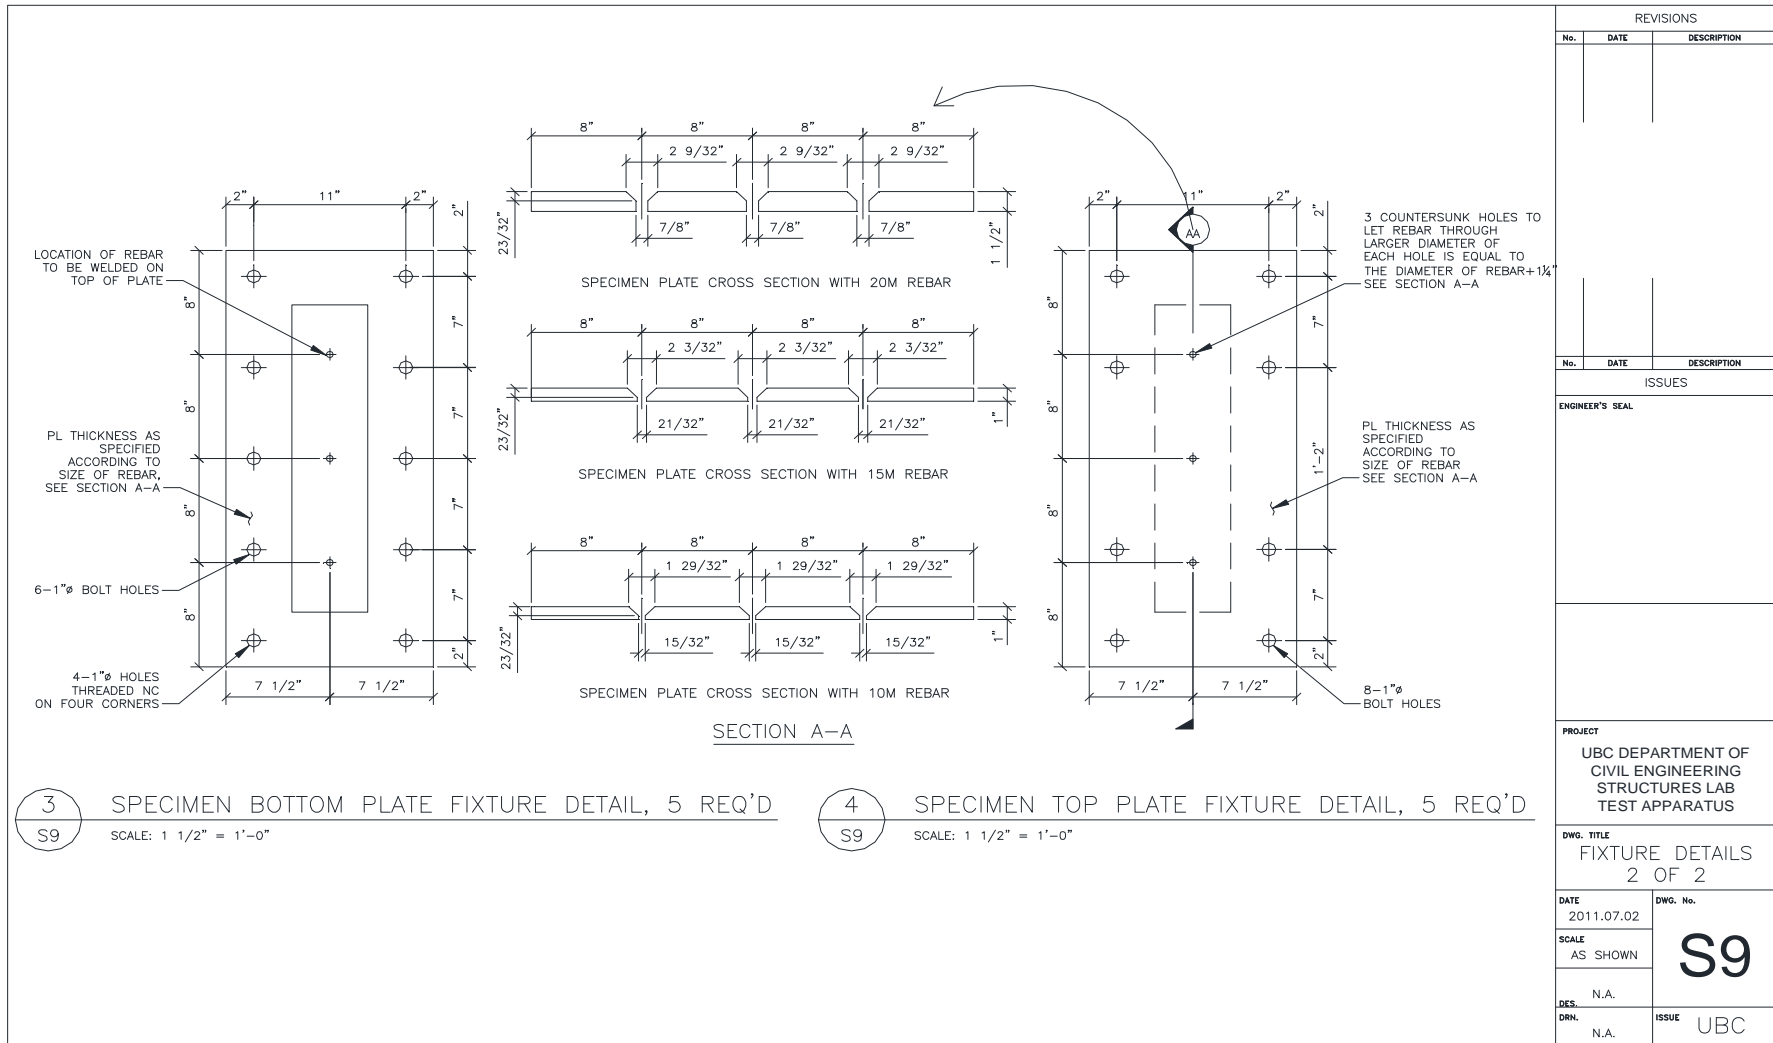 2"
11"
2"
2"
LOCATION OF REBAR
TO BE WELDED ON
TOP OF PLATE
8"
8"
8"
8"
7"
7"
7"
7"
2"
PL THICKNESS AS
SPECIFIED
ACCORDING TO
SIZE OF REBAR,
SEE SECTION A-A
6-1"ø BOLT HOLES
4-1"ø HOLES
THREADED NC
ON FOUR CORNERS
7 1/2"
7 1/2"
8"
8"
8"
8"
2 9/32"
2 9/32"
2 9/32"
23/32"
7/8"
7/8"
7/8"
1 1/2"
SPECIMEN PLATE CROSS SECTION WITH 20M REBAR
8"
8"
8"
8"
2 3/32"
2 3/32"
2 3/32"
23/32"
21/32"
21/32"
21/32"
1"
SPECIMEN PLATE CROSS SECTION WITH 15M REBAR
8"
8"
8"
8"
1 29/32"
1 29/32"
1 29/32"
23/32"
15/32"
15/32"
15/32"
1"
SPECIMEN PLATE CROSS SECTION WITH 10M REBAR
SECTION A-A
2"
11"
2"
2"
AA
3 COUNTERSUNK HOLES TO
LET REBAR THROUGH
LARGER DIAMETER OF
EACH HOLE IS EQUAL TO
THE DIAMETER OF REBAR+1¼"
SEE SECTION A-A
8"
8"
8"
8"
7"
1'-2"
7"
2"
PL THICKNESS AS
SPECIFIED
ACCORDING TO
SIZE OF REBAR
SEE SECTION A-A
8-1"ø
BOLT HOLES
7 1/2"
7 1/2"
3
S9
SPECIMEN BOTTOM PLATE FIXTURE DETAIL, 5 REQ'D
SCALE: 1 1/2" = 1'-0"
4
S9
SPECIMEN TOP PLATE FIXTURE DETAIL, 5 REQ'D
SCALE: 1 1/2" = 1'-0"
REVISIONS
No. DATE DESCRIPTION
No. DATE DESCRIPTION
ISSUES
ENGINEER'S SEAL
PROJECT
UBC DEPARTMENT OF
CIVIL ENGINEERING
STRUCTURES LAB
TEST APPARATUS
DWG. TITLE
FIXTURE DETAILS
2 OF 2
DATE
2011.07.02
DWG. No.
S9
SCALE
AS SHOWN
DES.
N.A.
DRN.
N.A.
ISSUE
UBC